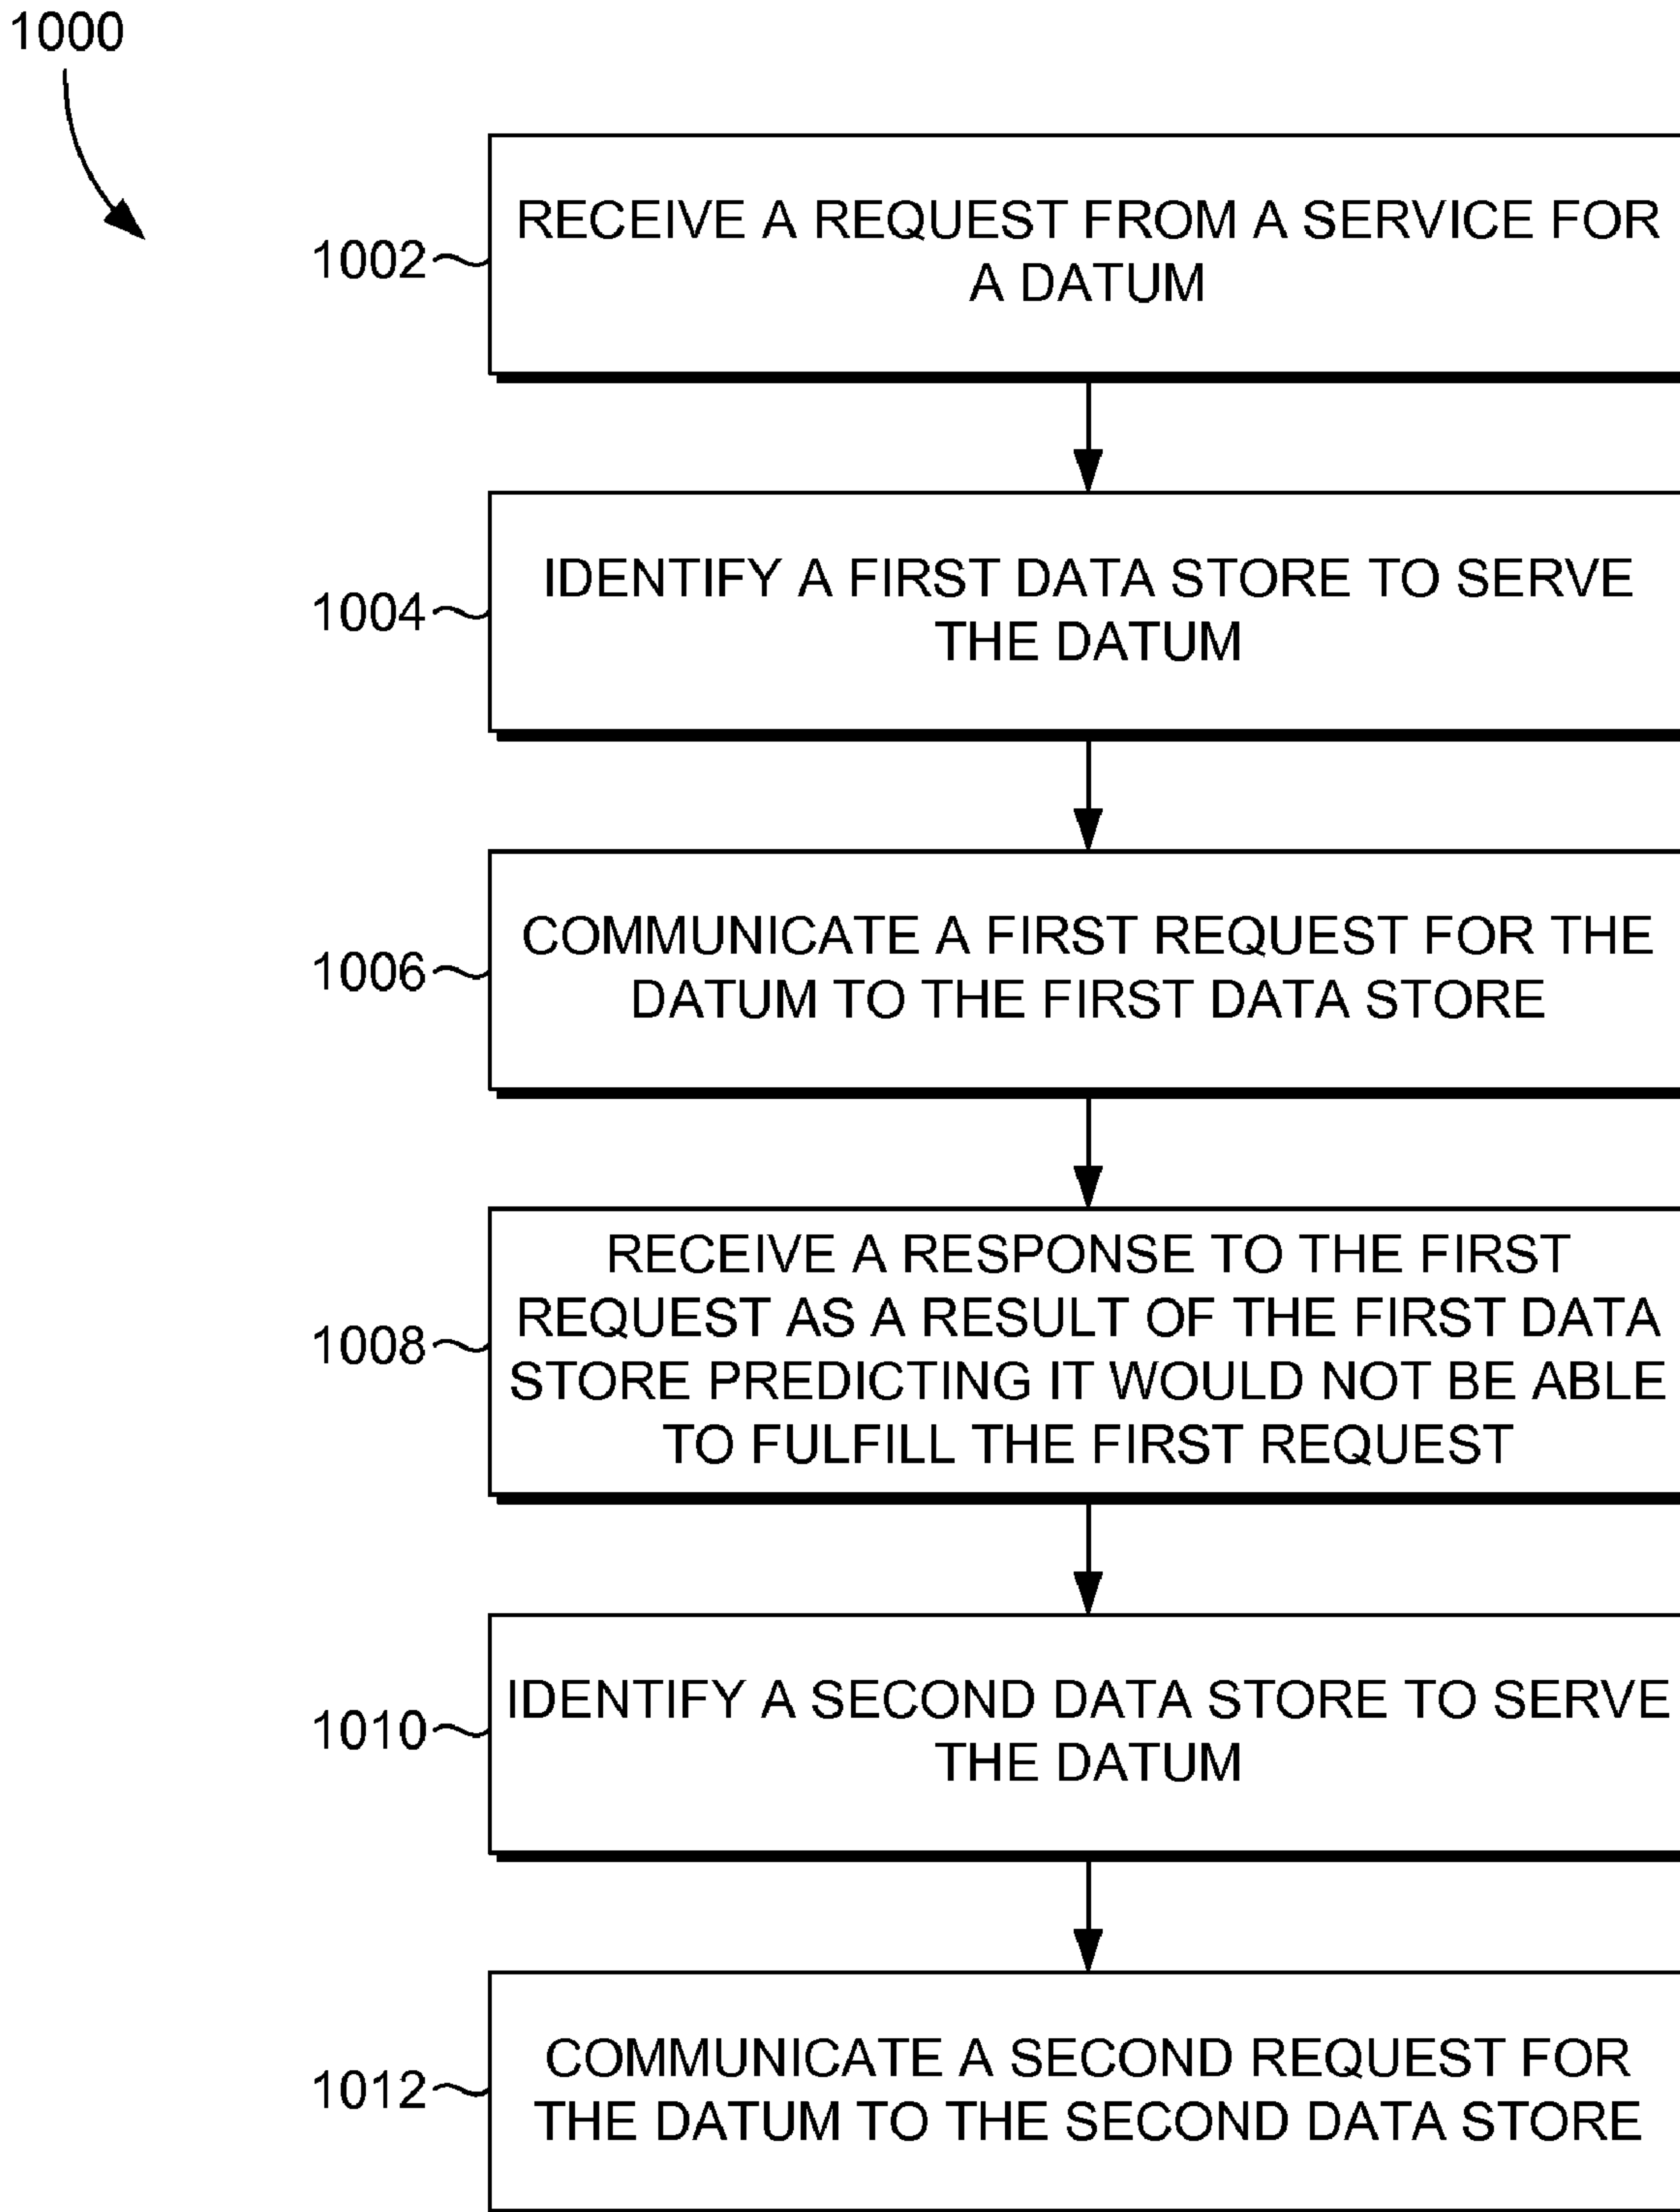 1000
1002
RECEIVE A REQUEST FROM A SERVICE FOR
A DATUM
1004
IDENTIFY A FIRST DATA STORE TO SERVE
THE DATUM
1006
COMMUNICATE A FIRST REQUEST FOR THE
DATUM TO THE FIRST DATA STORE
1008
RECEIVE A RESPONSE TO THE FIRST
REQUEST AS A RESULT OF THE FIRST DATA
STORE PREDICTING IT WOULD NOT BE ABLE
TO FULFILL THE FIRST REQUEST
1010
IDENTIFY A SECOND DATA STORE TO SERVE
THE DATUM
1012
COMMUNICATE A SECOND REQUEST FOR
THE DATUM TO THE SECOND DATA STORE